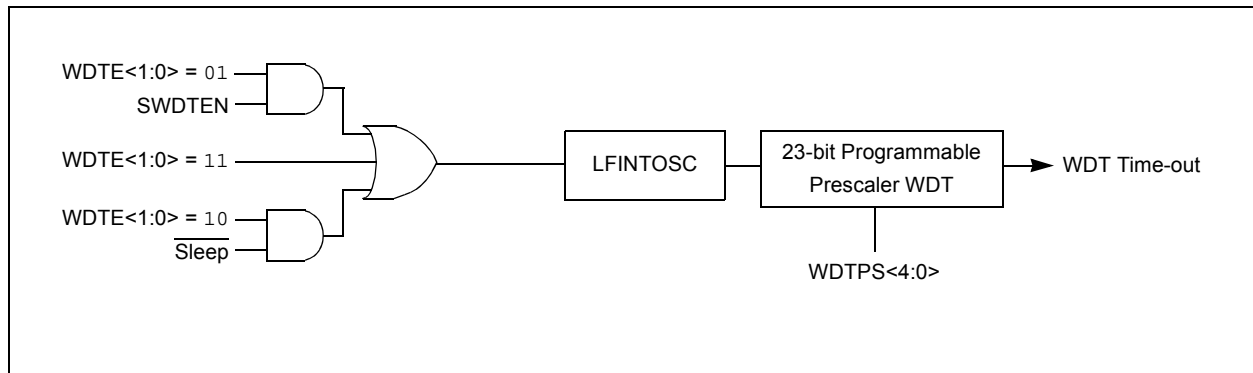 WDTE<1:0> = 01
SWDTEN
WDTE<1:0> = 11
WDTE<1:0> = 10
Sleep
LFINTOSC
23-bit Programmable
Prescaler WDT
WDT Time-out
WDTPS<4:0>